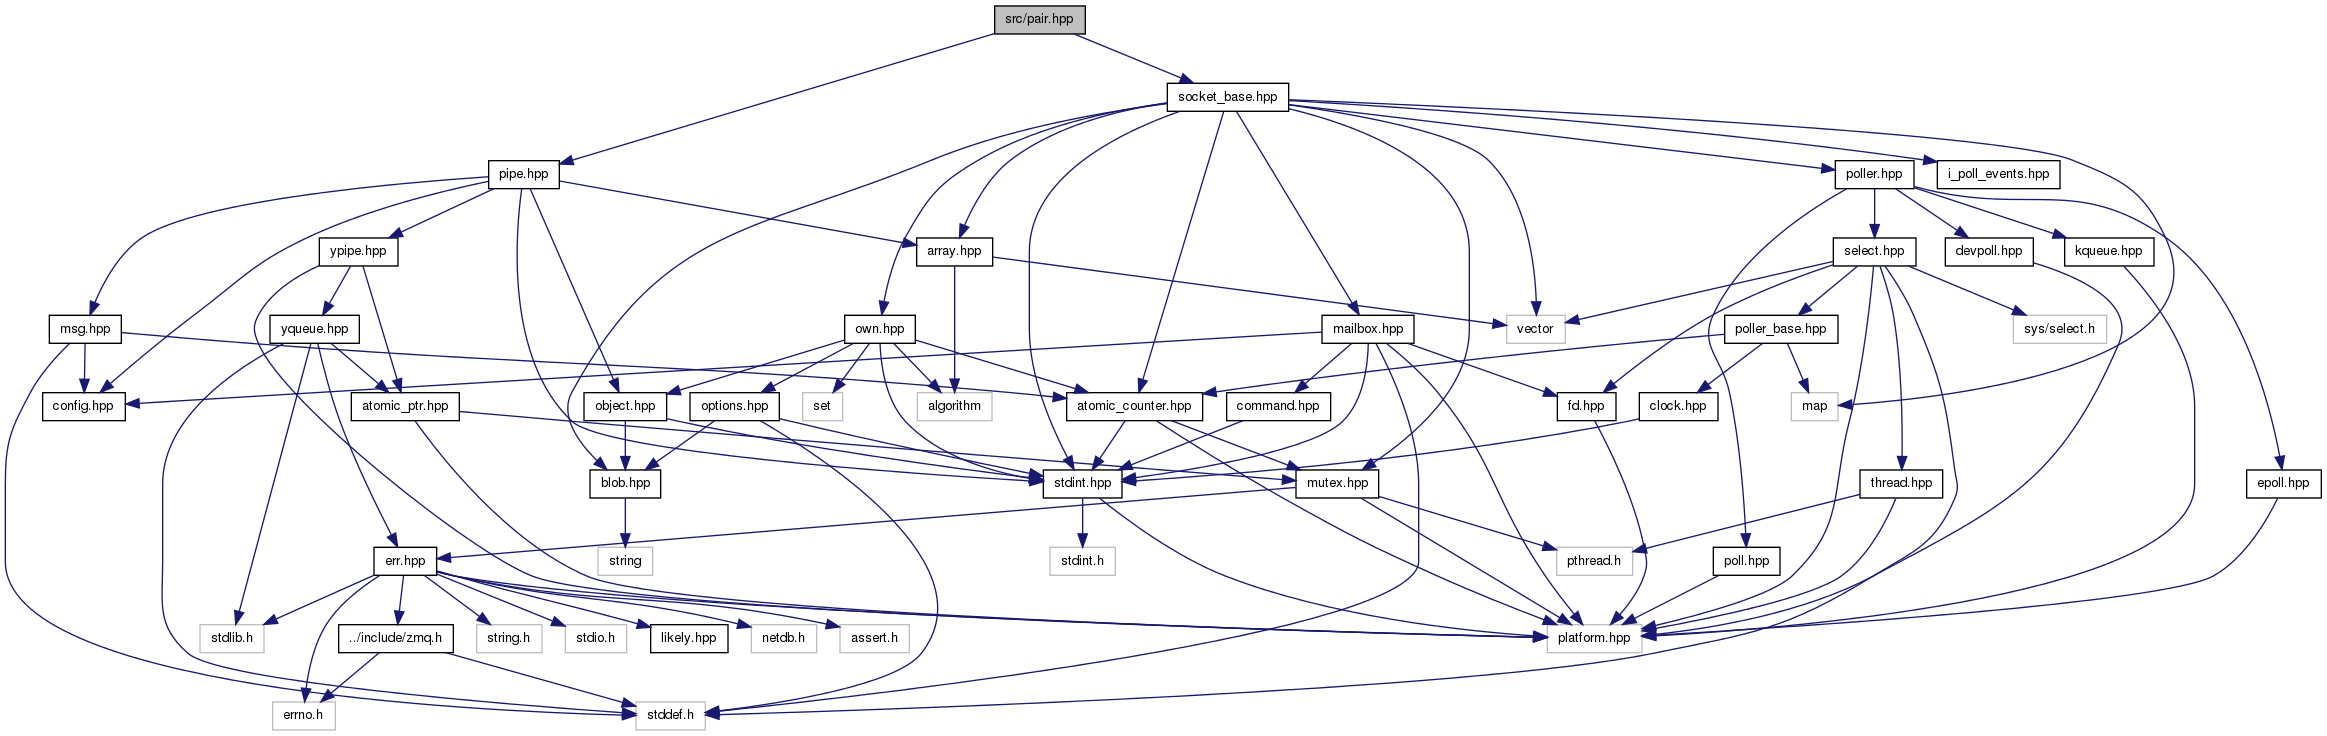 src/pair.hpp
socket_base.hpp
pipe.hpp
poller.hpp
i_poll_events.hpp
ypipe.hpp
array.hpp
select.hpp
devpoll.hpp
kqueue.hpp
msg.hpp
yqueue.hpp
own.hpp
mailbox.hpp
vector
poller_base.hpp
sys/select.h
config.hpp
atomic_ptr.hpp
object.hpp
options.hpp
set
algorithm
atomic_counter.hpp
command.hpp
fd.hpp
clock.hpp
map
blob.hpp
stdint.hpp
mutex.hpp
thread.hpp
epoll.hpp
err.hpp
string
stdint.h
pthread.h
poll.hpp
stdlib.h
../include/zmq.h
string.h
stdio.h
likely.hpp
netdb.h
assert.h
platform.hpp
errno.h
stddef.h